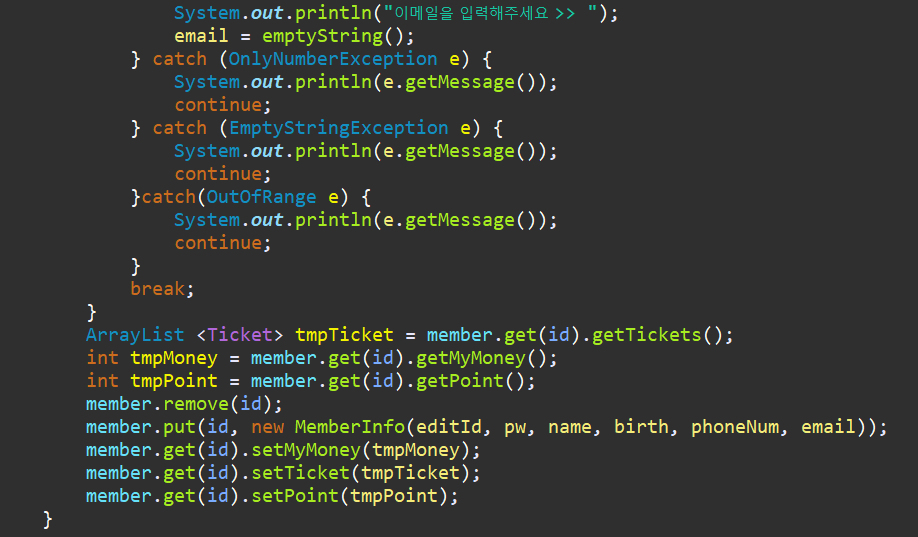 System.out.println("이메일을 입력해주세요 >> ");
email = emptyString();
} catch (OnlyNumberException e) {
System.out.println(e.getMessage());
continue;
} catch (EmptyStringException e) {
System.out.println(e.getMessage());
continue;
}catch(OutOfRange e) {
System.out.println(e.getMessage());
continue;
}
break;
}
ArrayList <Ticket> tmpTicket = member.get(id).getTickets();
int tmpMoney = member.get(id).getMyMoney();
int tmpPoint = member.get(id).getPoint();
member.remove(id);
member.put(id, new MemberInfo(editId, pw, name, birth, phoneNum, email));
member.get(id).setMyMoney(tmpMoney);
member.get(id).setTicket(tmpTicket);
member.get(id).setPoint(tmpPoint);
}